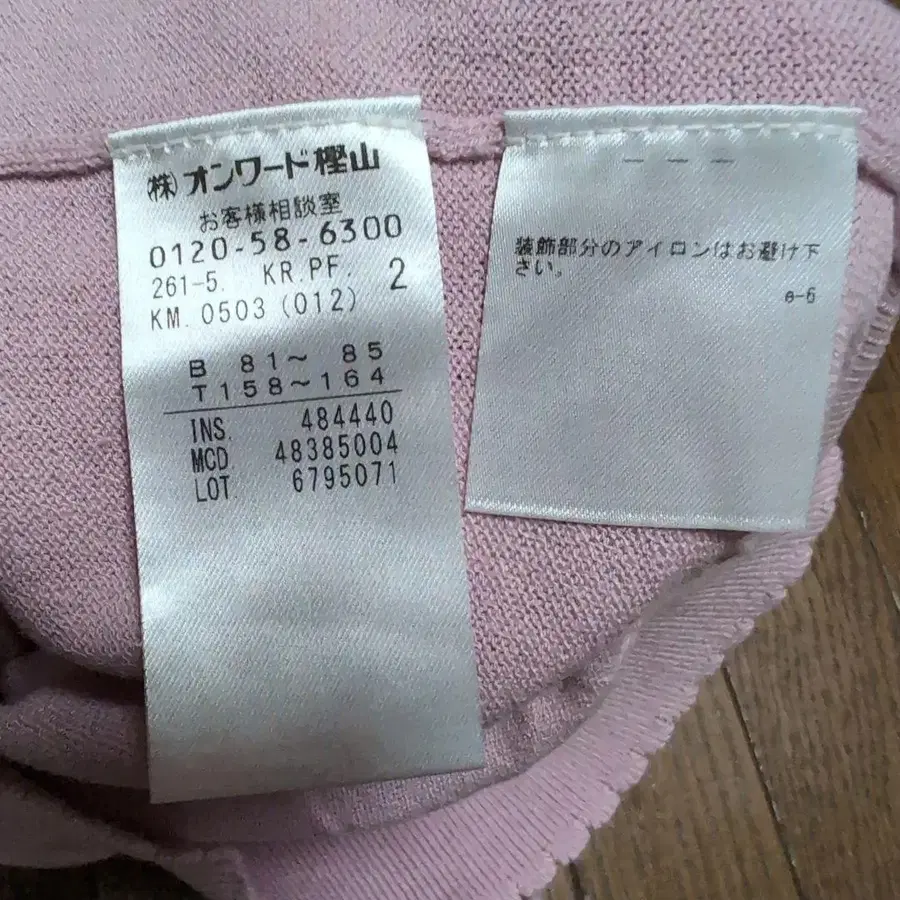 (株)オンワード樫山
お客様相談室
0120-58-6300
261-5. KR.PF. 2
KM. 0503 (012)
B 81〜 85
T158〜164
INS. 484440
MCD 48385004
LOT. 6795071
— — —
装飾部分のアイロンはお避け下
さい。
e-6